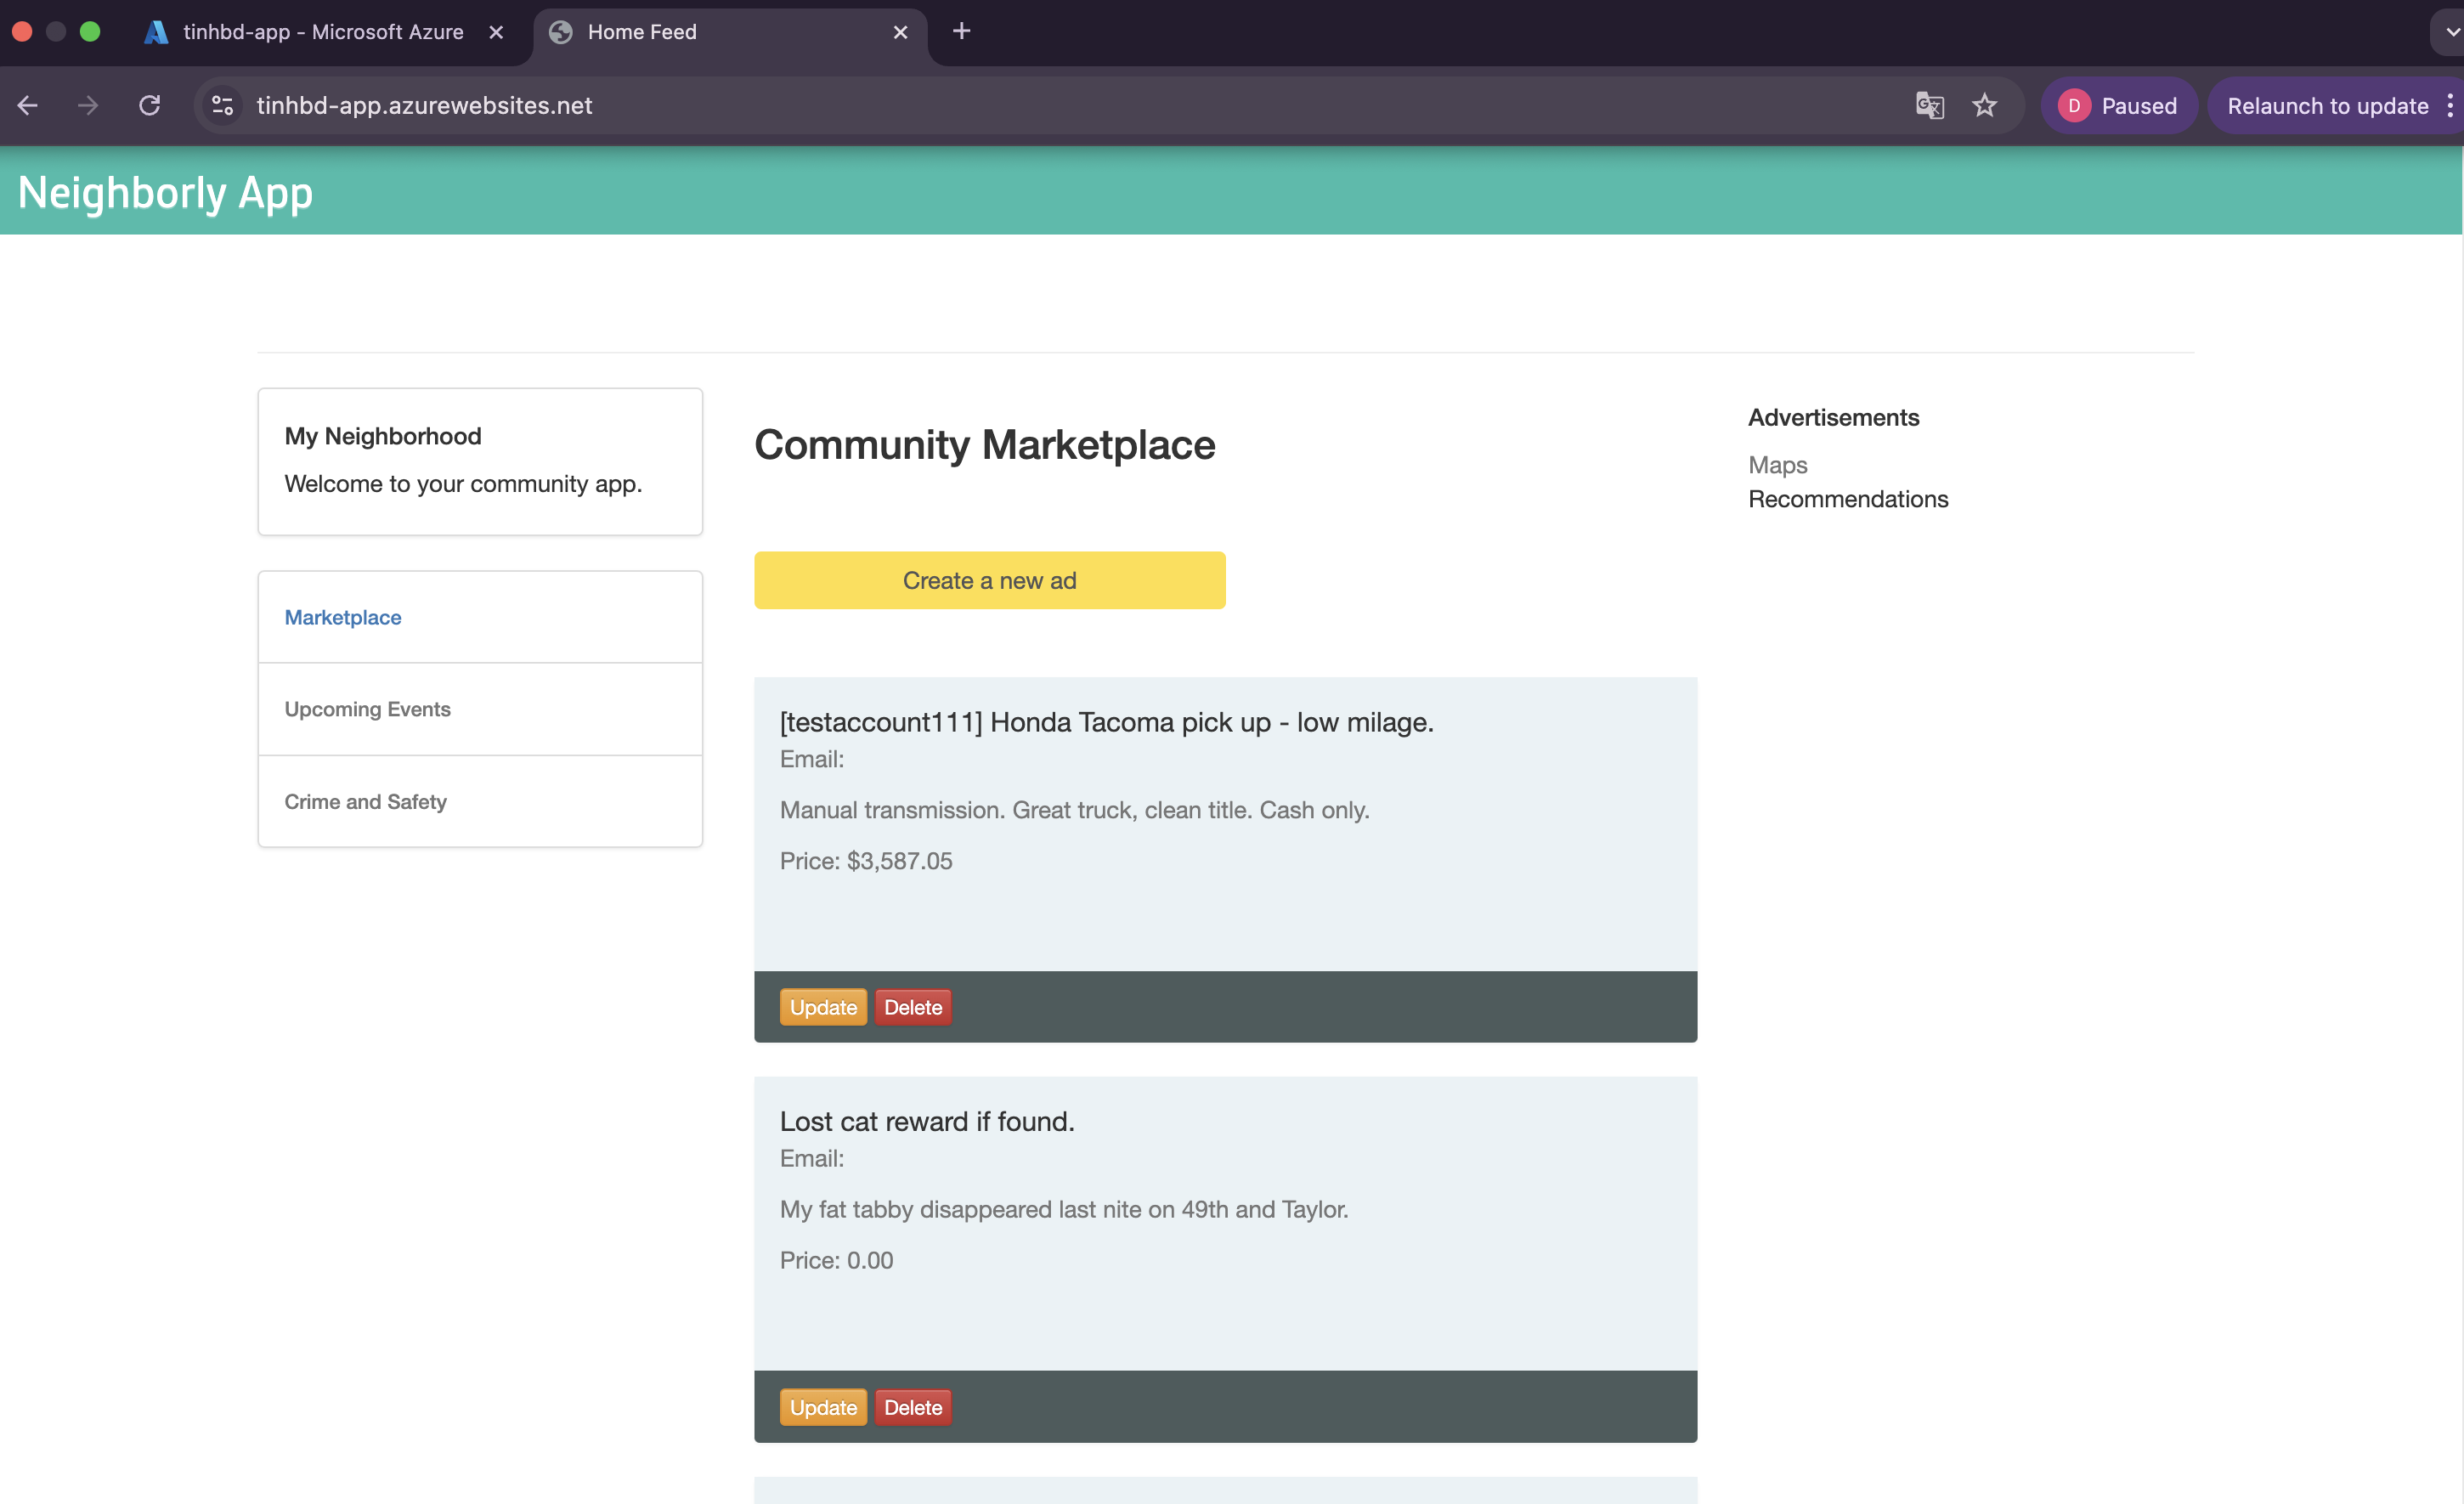 tinhbd-app - Microsoft Azure
Home Feed
tinhbd-app.azurewebsites.net
D Paused
Relaunch to update
Neighborly App
My Neighborhood
Welcome to your community app.
Marketplace
Upcoming Events
Crime and Safety
Community Marketplace
Create a new ad
[testaccount111] Honda Tacoma pick up - low milage.
Email:
Manual transmission. Great truck, clean title. Cash only.
Price: $3,587.05
Update Delete
Lost cat reward if found.
Email:
My fat tabby disappeared last nite on 49th and Taylor.
Price: 0.00
Update Delete
Advertisements
Maps
Recommendations